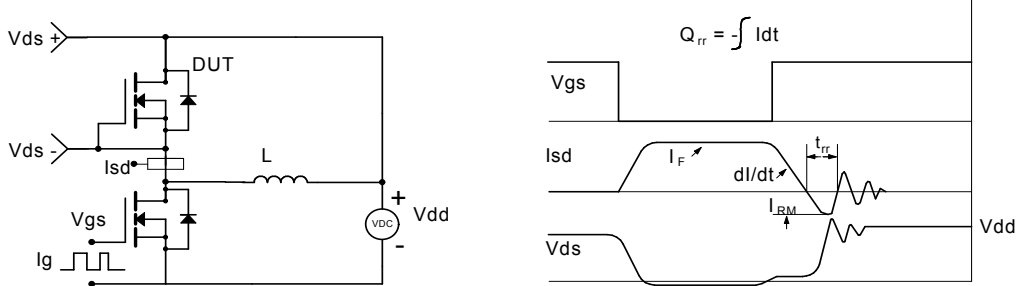 Vds +
DUT
Vds -
Isd
L
Vgs
Ig
+
VDC
-
Vdd
Q rr = -∫ Idt
Vgs
Isd
I F
dI/dt
t rr
I RM
Vds
Vdd